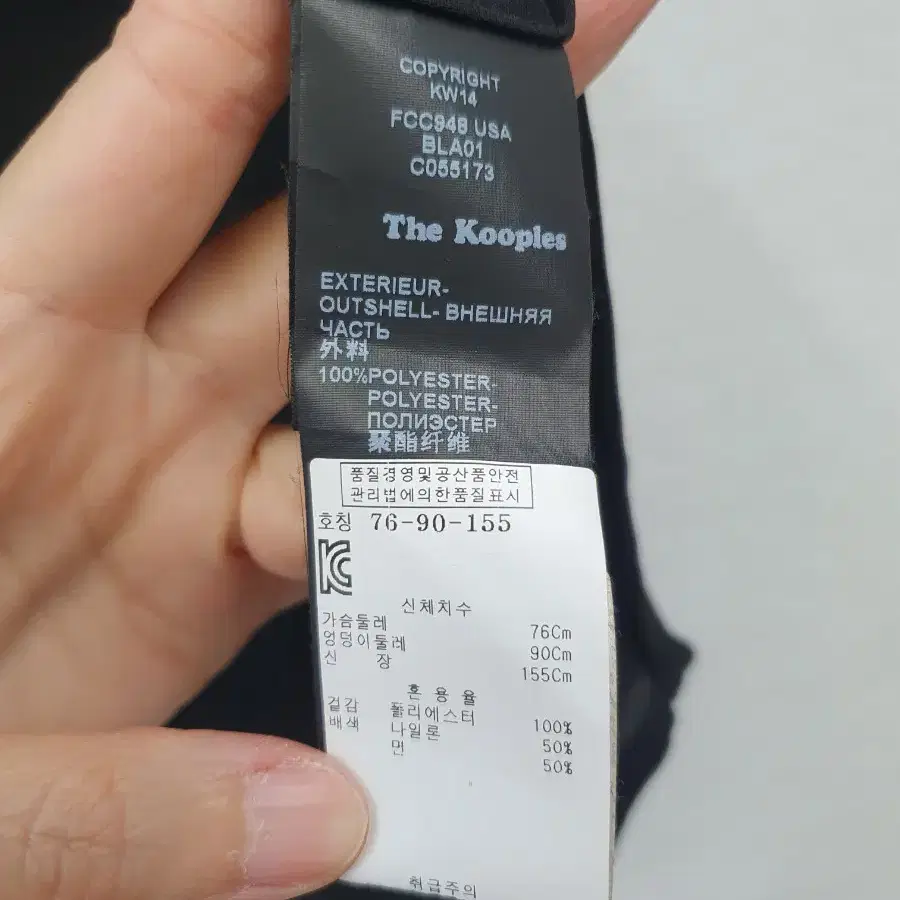 COPYRIGHT
KW14
FCC948 USA
BLA01
C055173
The Kooples
EXTERIEUR-
OUTSHELL- ВНЕШНЯЯ
ЧАСТЬ
外料
100%POLYESTER-
POLYESTER-
ПОЛИЭСТЕР
聚酯纤维
품질경영및공산품안전
관리법에의한품질표시
호칭 76-90-155
신체치수
가슴둘레 76Cm
엉덩이둘레 90Cm
신 장 155Cm
혼 용 율
겉감 폴리에스터 100%
배색 나일론 50%
면 50%
취급주의